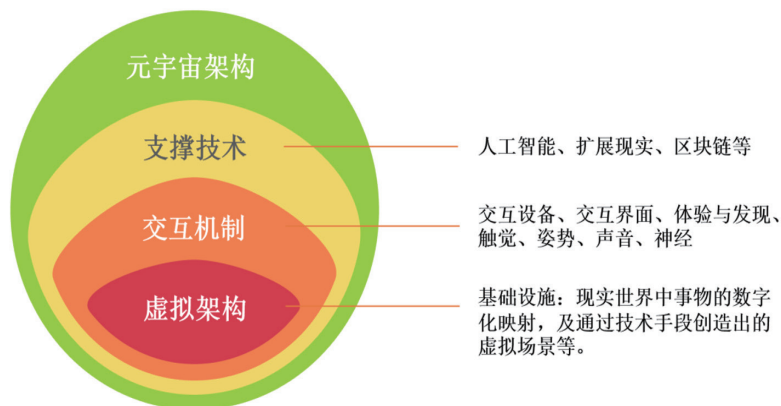 元宇宙架构
支撑技术
人工智能、扩展现实、区块链等
交互机制
交互设备、交互界面、体验与发现、
触觉、姿势、声音、神经
虚拟架构
基础设施：现实世界中事物的数字
化映射，及通过技术手段创造出的
虚拟场景等。